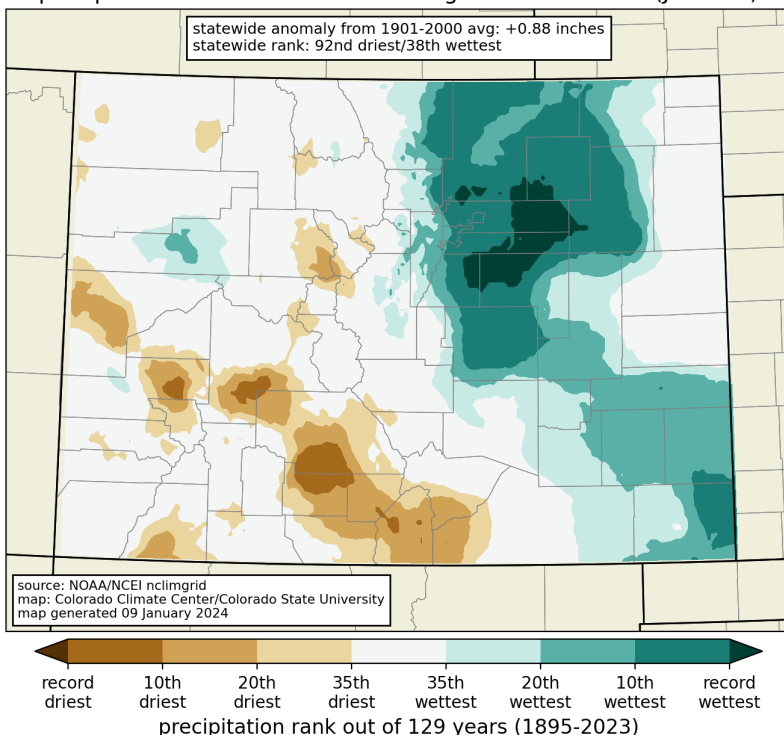 statewide anomaly from 1901-2000 avg: +0.88 inches
statewide rank: 92nd driest/38th wettest
source: NOAA/NCEI nclimgrid
map: Colorado Climate Center/Colorado State University
map generated 09 January 2024
record driest
10th driest
20th driest
35th driest
35th wettest
20th wettest
10th wettest
record wettest
precipitation rank out of 129 years (1895-2023)